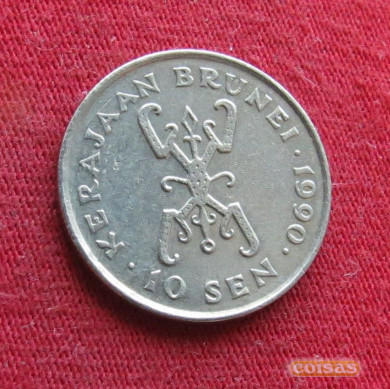 KERAJAAN BRUNEI · 1990 ·
10 SEN ·
coisas